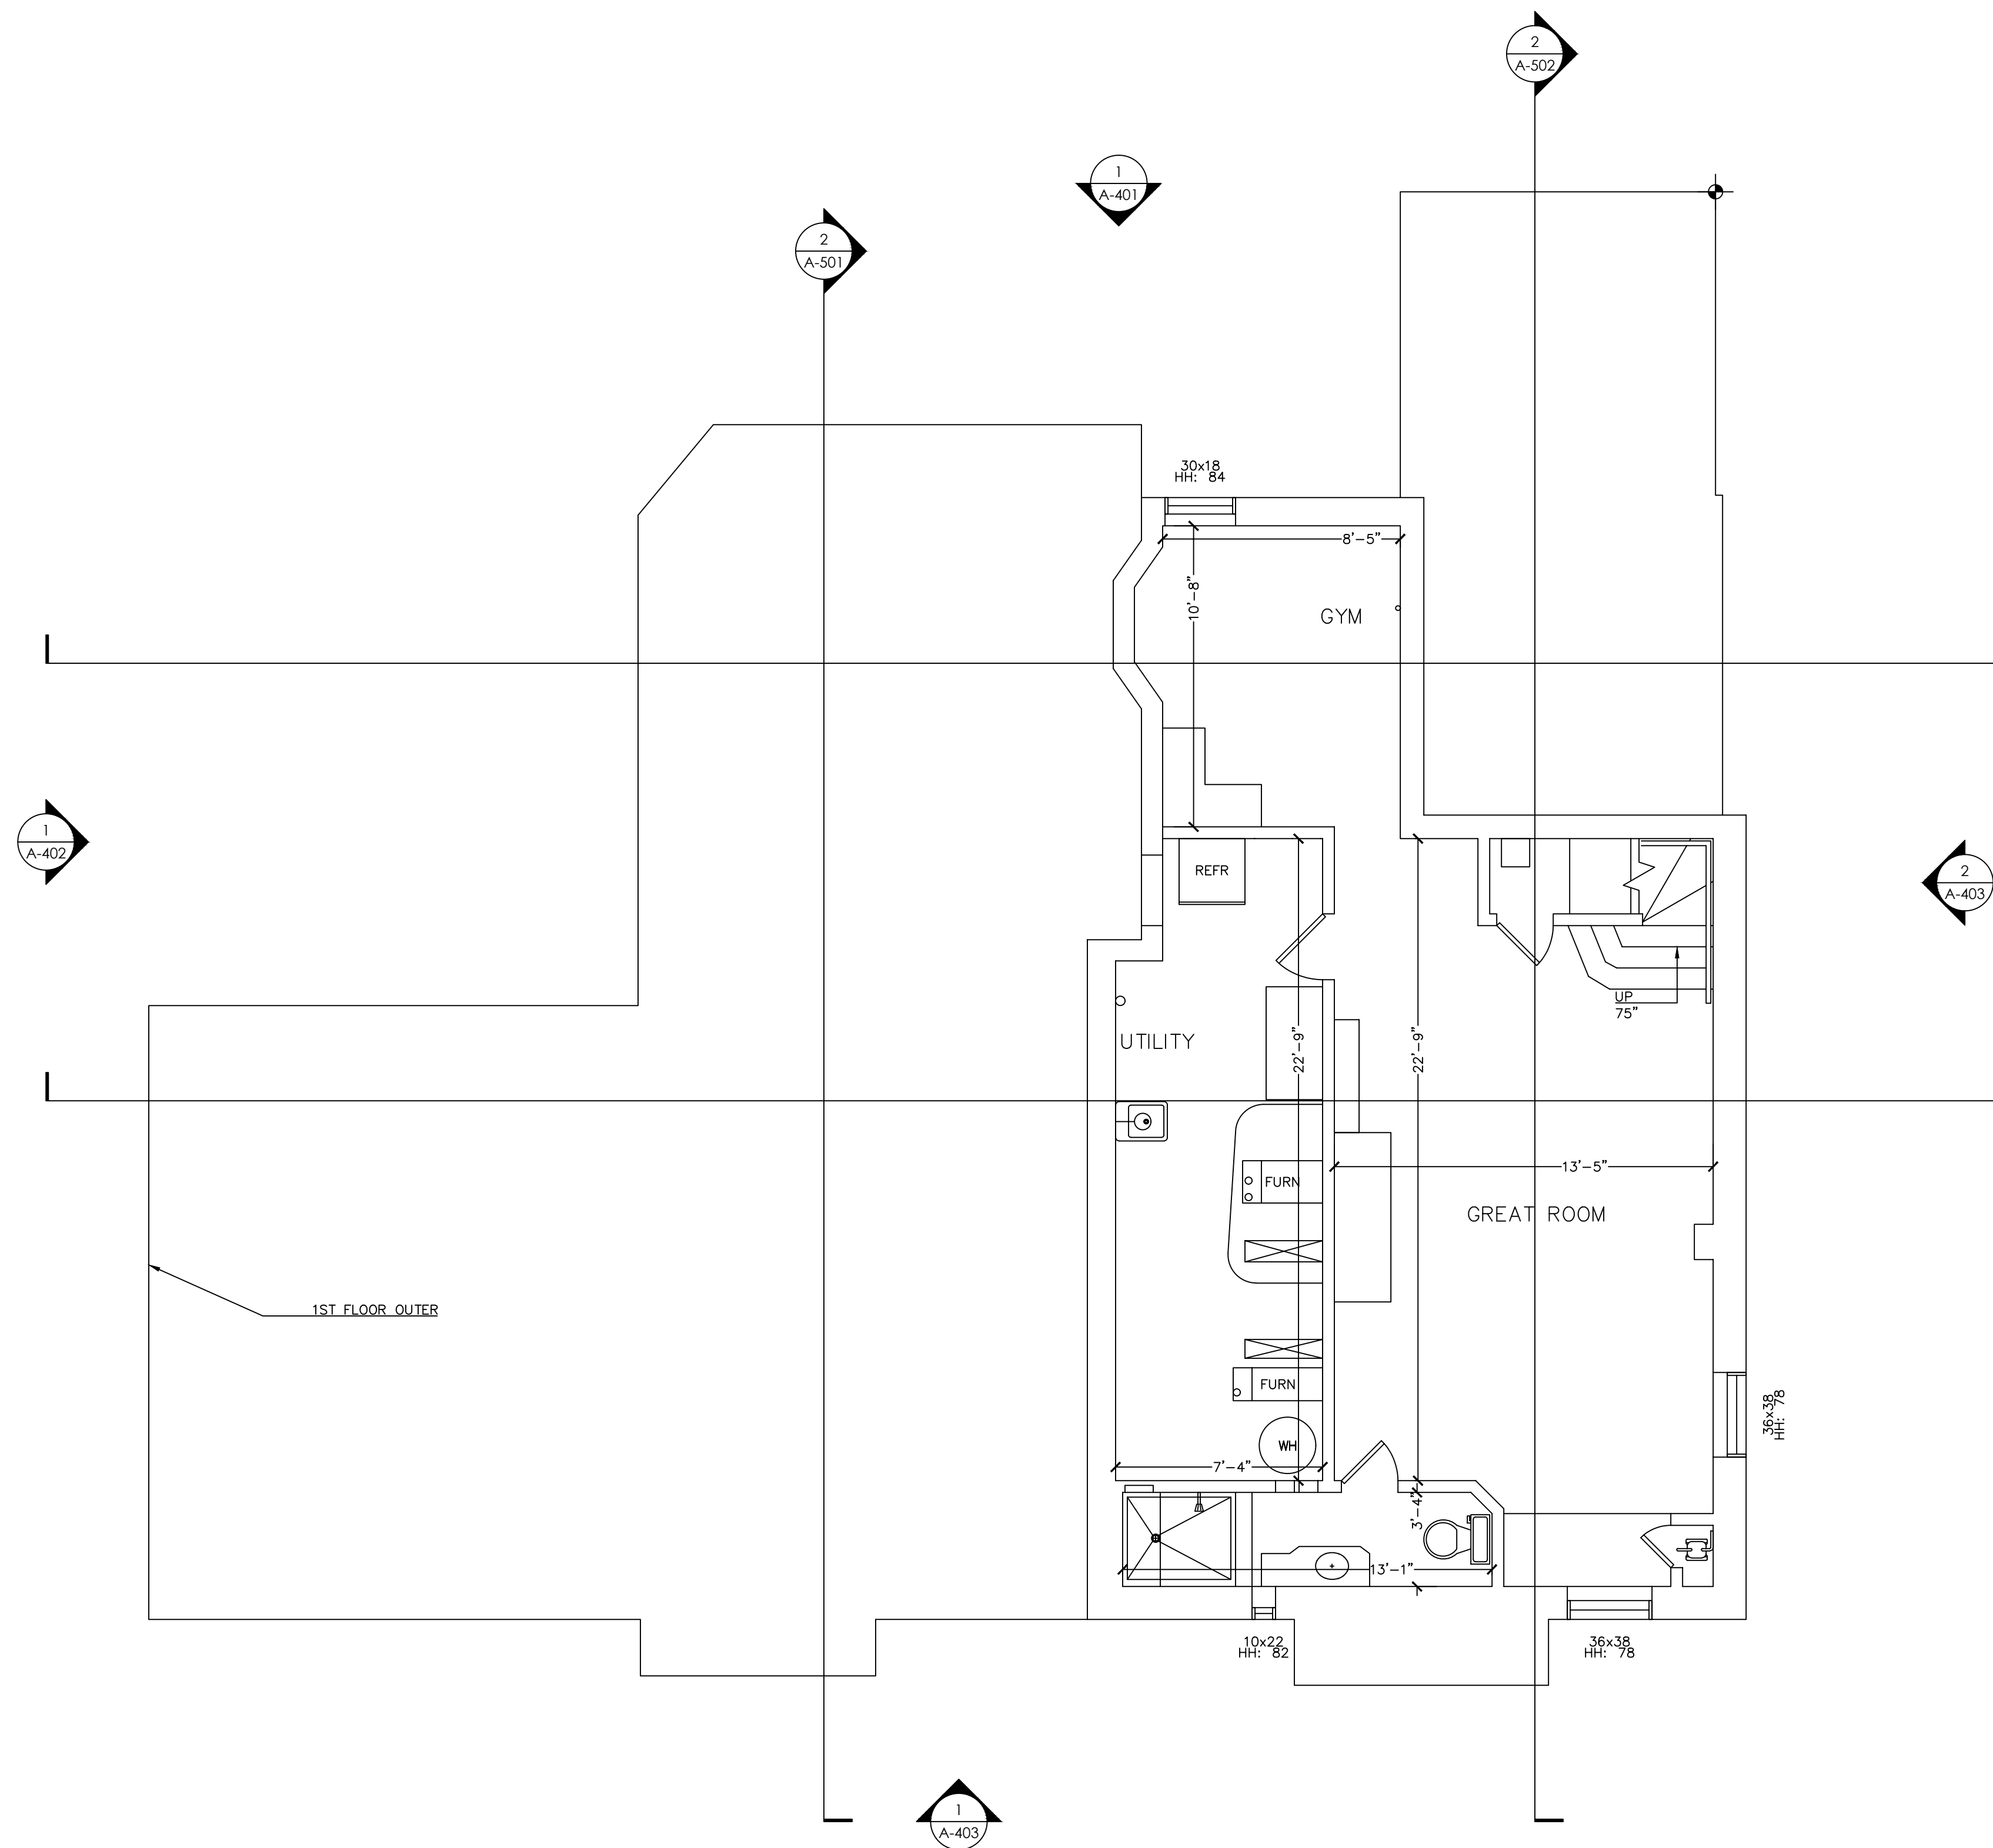 2
A-502
1
A-401
2
A-501
30x18
HH: 84
8'-5"
10'-8"
GYM
1
A-402
REFR
2
A-403
UP
75"
UTILITY
22'-9"
22'-9"
13'-5"
FURN
GREAT ROOM
1ST FLOOR OUTER
FURN
36x38
HH: 78
WH
7'-4"
3'-4"
13'-1"
10x22
HH: 82
36x38
HH: 78
1
A-403